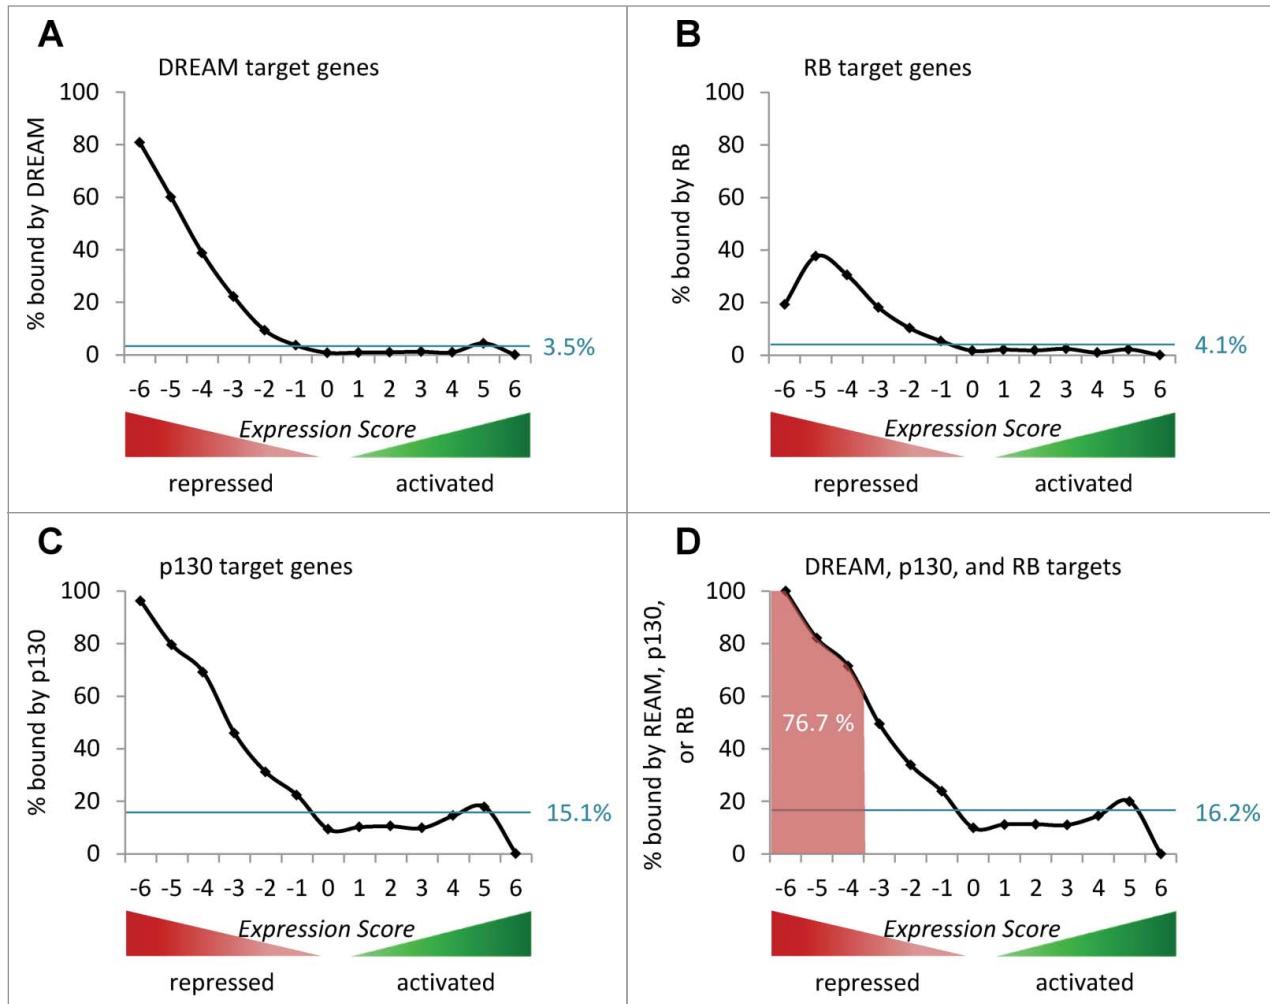 A
DREAM target genes
% bound by DREAM
100
80
60
40
20
0
3.5%
-6 -5 -4 -3 -2 -1 0 1 2 3 4 5 6
Expression Score
repressed activated
B
RB target genes
% bound by RB
100
80
60
40
20
0
4.1%
-6 -5 -4 -3 -2 -1 0 1 2 3 4 5 6
Expression Score
repressed activated
C
p130 target genes
% bound by p130
100
80
60
40
20
0
15.1%
-6 -5 -4 -3 -2 -1 0 1 2 3 4 5 6
Expression Score
repressed activated
D
DREAM, p130, and RB targets
% bound by REAM, p130,
or RB
100
80
60
40
20
0
76.7 %
16.2%
-6 -5 -4 -3 -2 -1 0 1 2 3 4 5 6
Expression Score
repressed activated